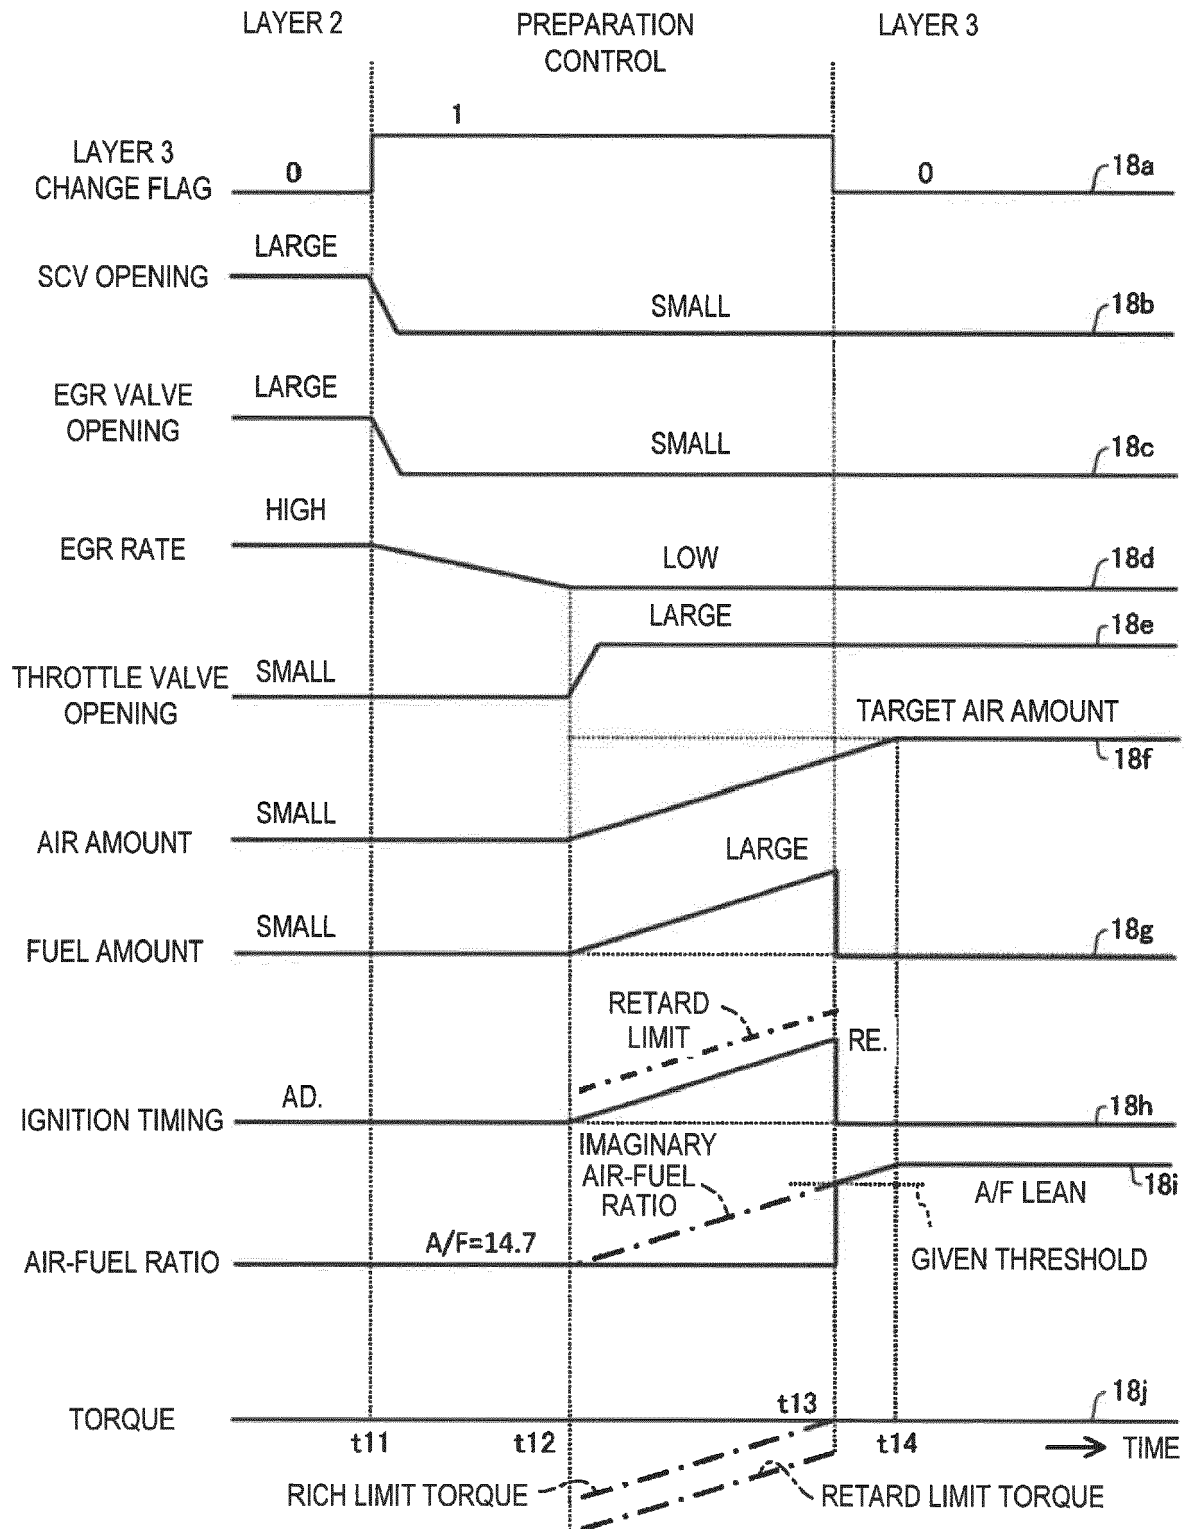 LAYER 2
PREPARATION
CONTROL
LAYER 3
LAYER 3
CHANGE FLAG
0
1
0
18a
SCV OPENING
LARGE
SMALL
18b
EGR VALVE
OPENING
LARGE
SMALL
18c
EGR RATE
HIGH
LOW
18d
THROTTLE VALVE
OPENING
SMALL
LARGE
18e
AIR AMOUNT
SMALL
TARGET AIR AMOUNT
18f
FUEL AMOUNT
SMALL
LARGE
18g
IGNITION TIMING
AD.
RETARD
LIMIT
RE.
18h
AIR-FUEL RATIO
A/F=14.7
IMAGINARY
AIR-FUEL
RATIO
A/F LEAN
18i
GIVEN THRESHOLD
TORQUE
18j
t11
t12
t13
t14
TIME
RICH LIMIT TORQUE
RETARD LIMIT TORQUE